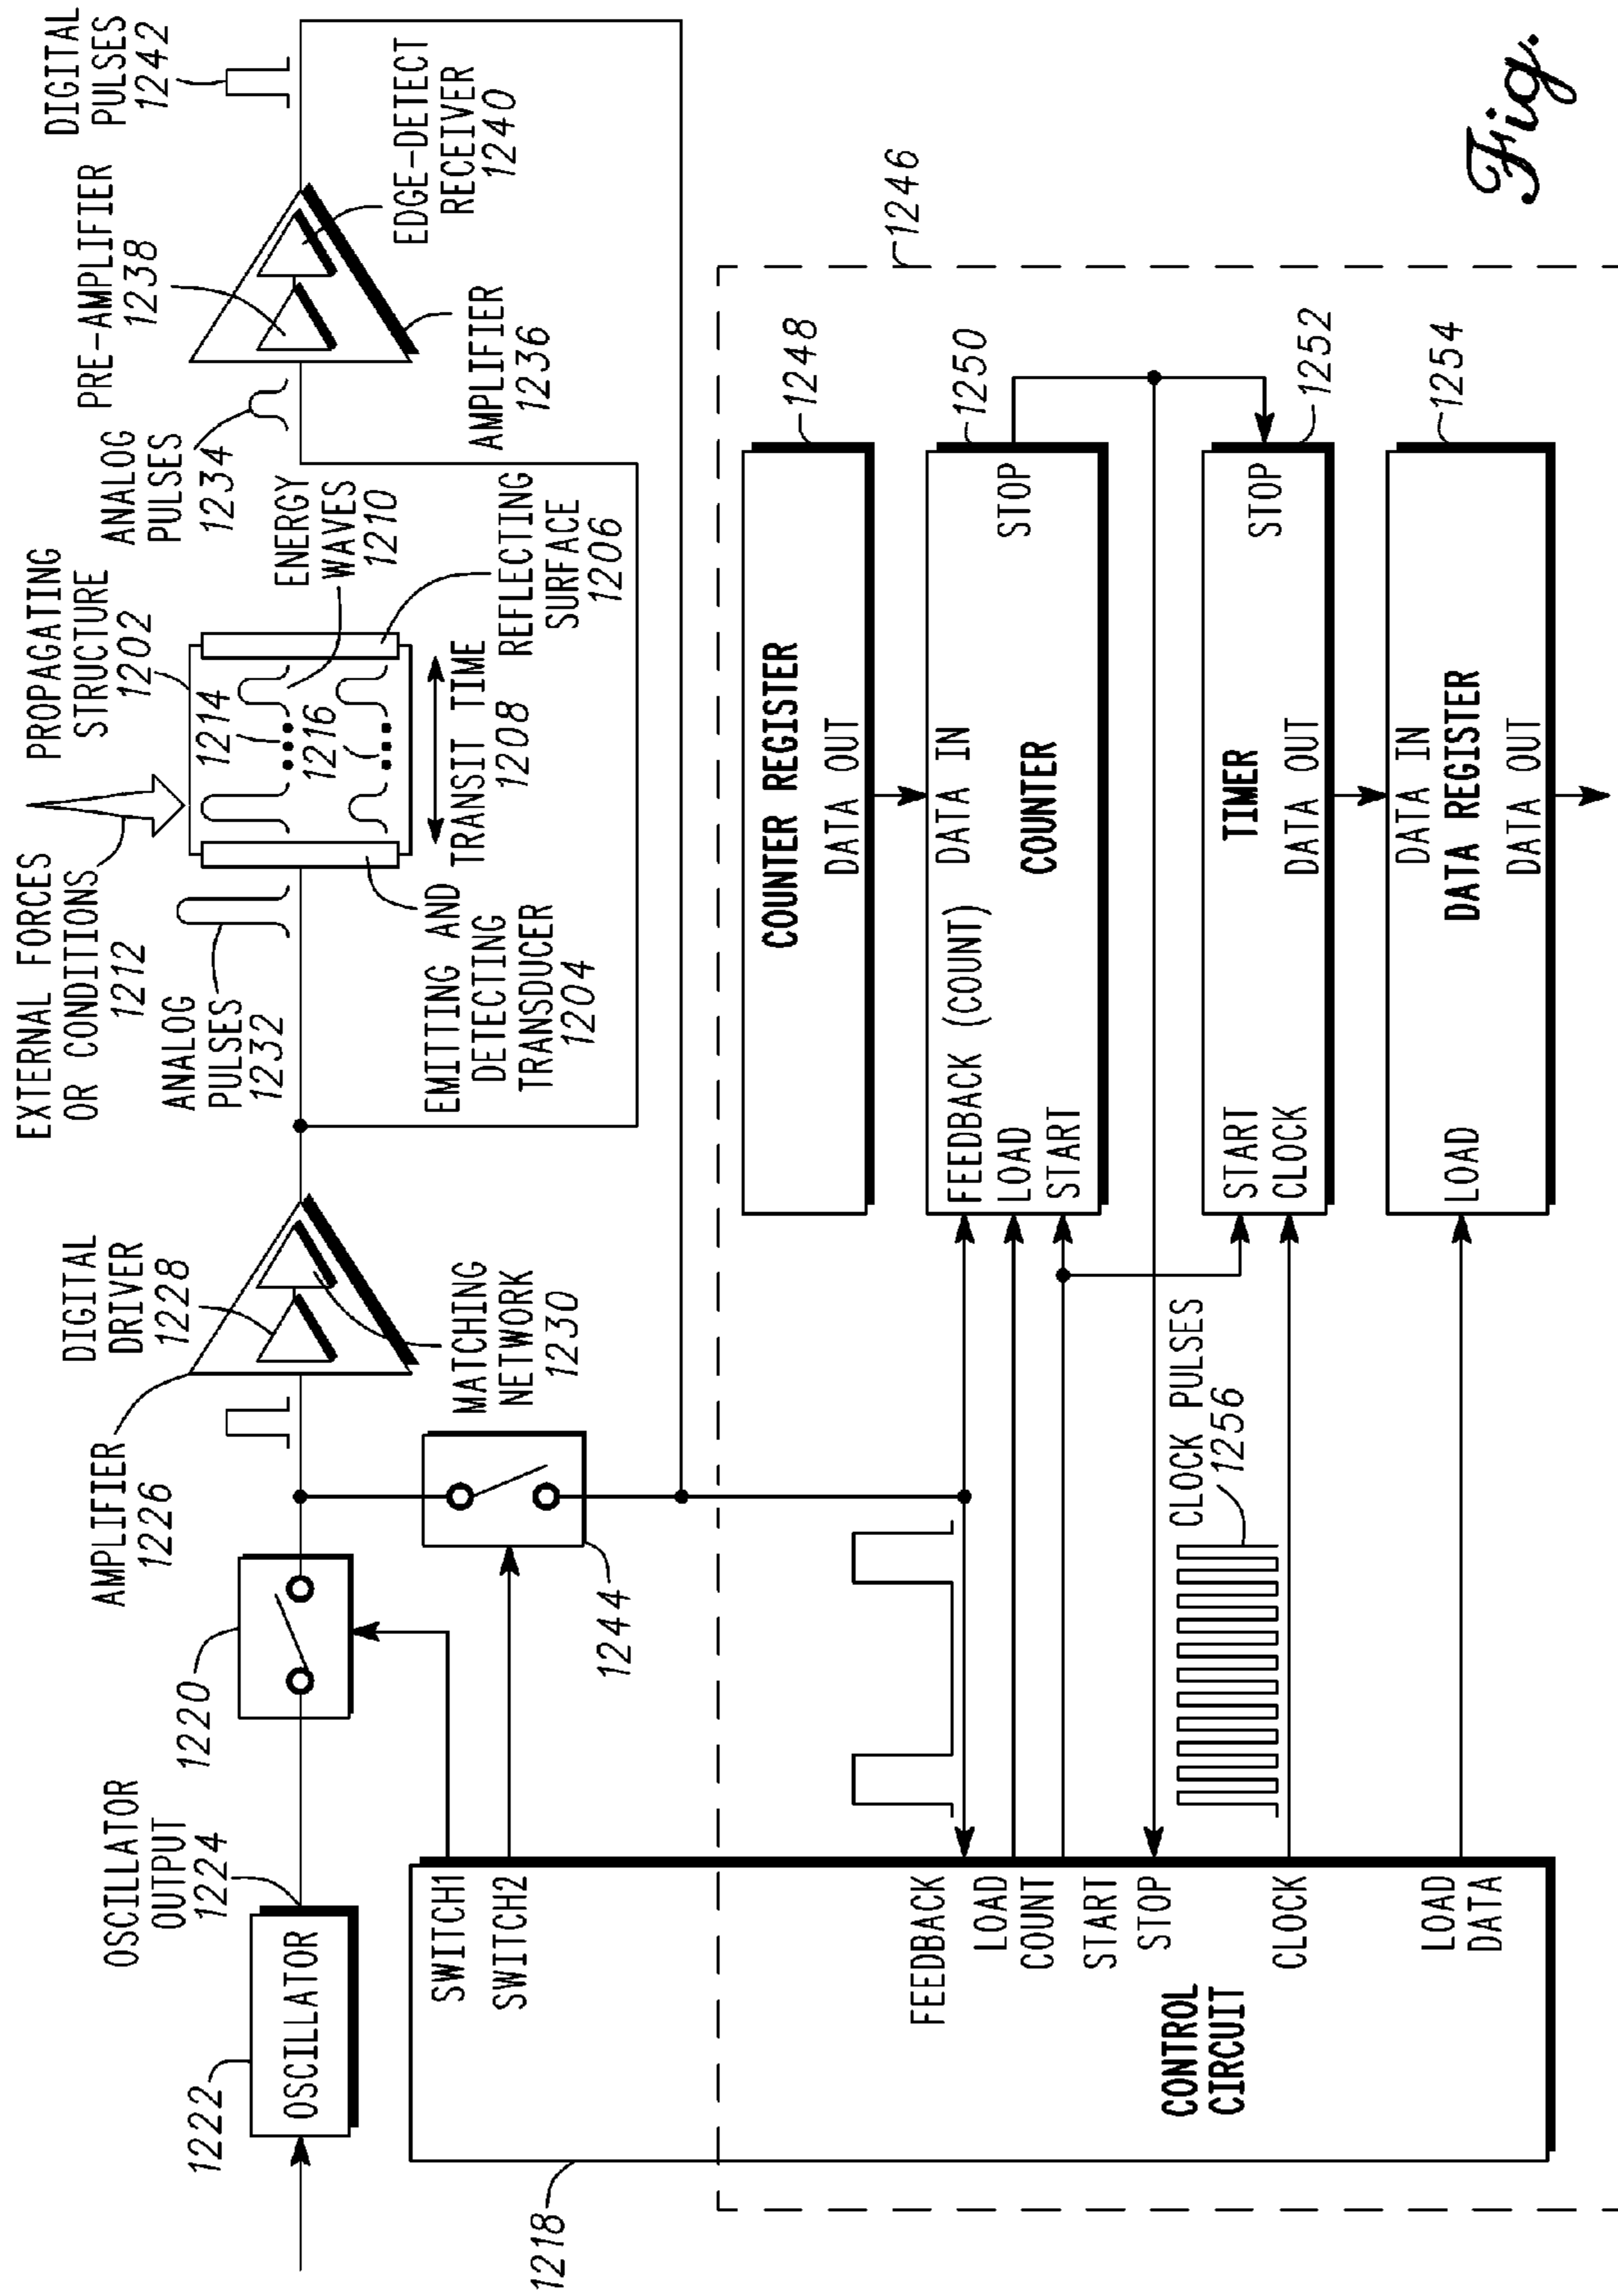 EXTERNAL FORCES
OR CONDITIONS
1212
PROPAGATING
STRUCTURE
1202
ANALOG
PULSES
1234
PRE-AMPLIFIER
1238
DIGITAL
PULSES
1242
OSCILLATOR
OUTPUT
1224
AMPLIFIER
1226
DIGITAL
DRIVER
1228
ANALOG
PULSES
1232
1214
1216
ENERGY
WAVES
1210
1222
OSCILLATOR
1220
MATCHING
NETWORK
1230
EMITTING AND
DETECTING
TRANSDUCER
1204
TRANSIT TIME
1208
REFLECTING
SURFACE
1206
AMPLIFIER
1236
EDGE-DETECT
RECEIVER
1240
1244
1218
SWITCH1
SWITCH2
FEEDBACK
LOAD
COUNT
START
STOP
CLOCK
LOAD
DATA
CONTROL
CIRCUIT
CLOCK PULSES
1256
1246
COUNTER REGISTER
DATA OUT
1248
FEEDBACK (COUNT)
LOAD
START
DATA IN
COUNTER
STOP
1250
START
CLOCK
TIMER
DATA OUT
STOP
1252
LOAD
DATA IN
DATA REGISTER
DATA OUT
1254
Fig.